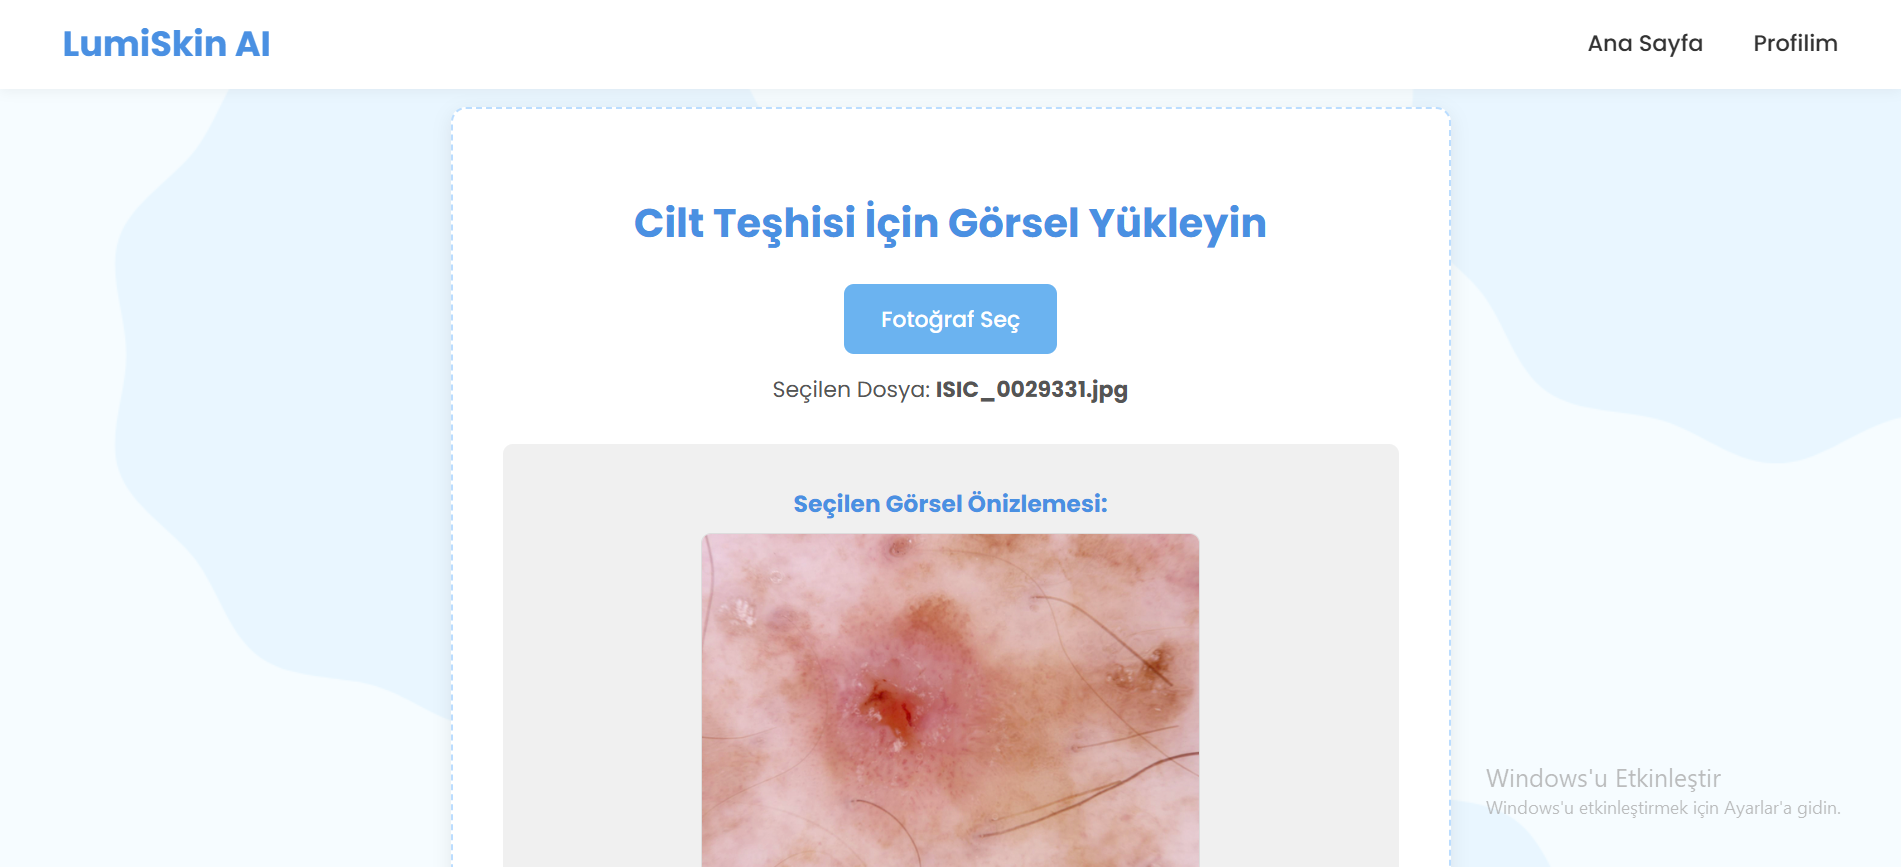 LumiSkin AI
Ana Sayfa
Profilim
Cilt Teşhisi İçin Görsel Yükleyin
Fotoğraf Seç
Seçilen Dosya: ISIC_0029331.jpg
Seçilen Görsel Önizlemesi:
Windows'u Etkinleştir
Windows'u etkinleştirmek için Ayarlar'a gidin.